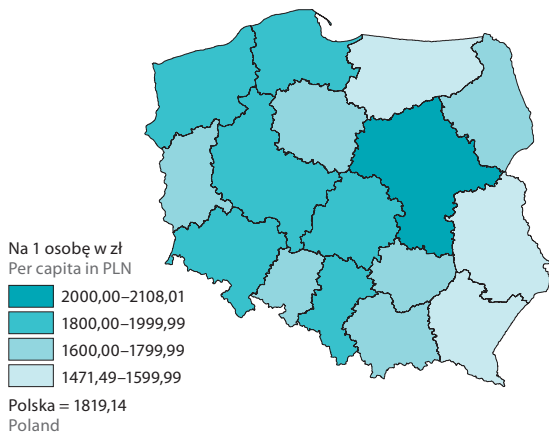 Na 1 osobę w zł
Per capita in PLN
2000,00–2108,01
1800,00–1999,99
1600,00–1799,99
1471,49–1599,99
Polska = 1819,14
Poland